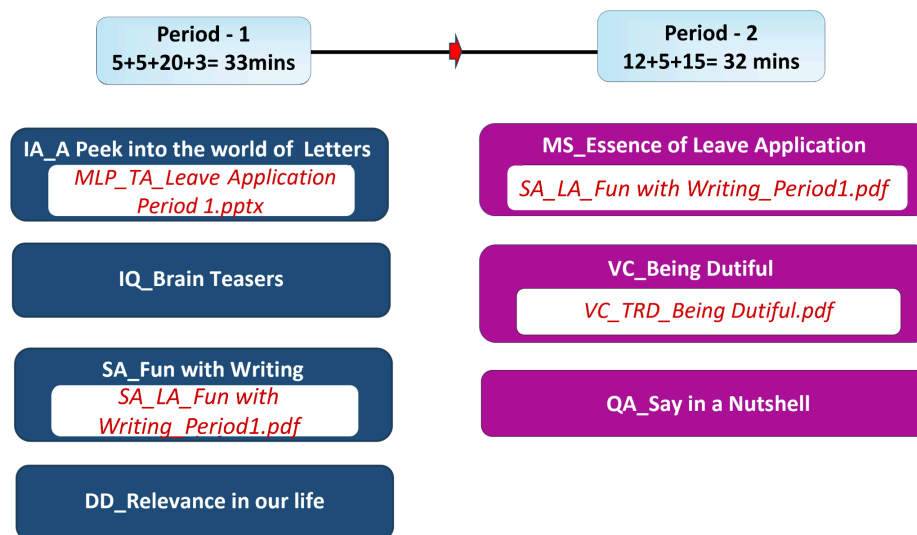 Period - 1
5+5+20+3= 33mins
Period - 2
12+5+15= 32 mins
IA_A Peek into the world of Letters
MLP_TA_Leave Application
Period 1.pptx
IQ_Brain Teasers
SA_Fun with Writing
SA_LA_Fun with
Writing_Period1.pdf
DD_Relevance in our life
MS_Essence of Leave Application
SA_LA_Fun with Writing_Period1.pdf
VC_Being Dutiful
VC_TRD_Being Dutiful.pdf
QA_Say in a Nutshell